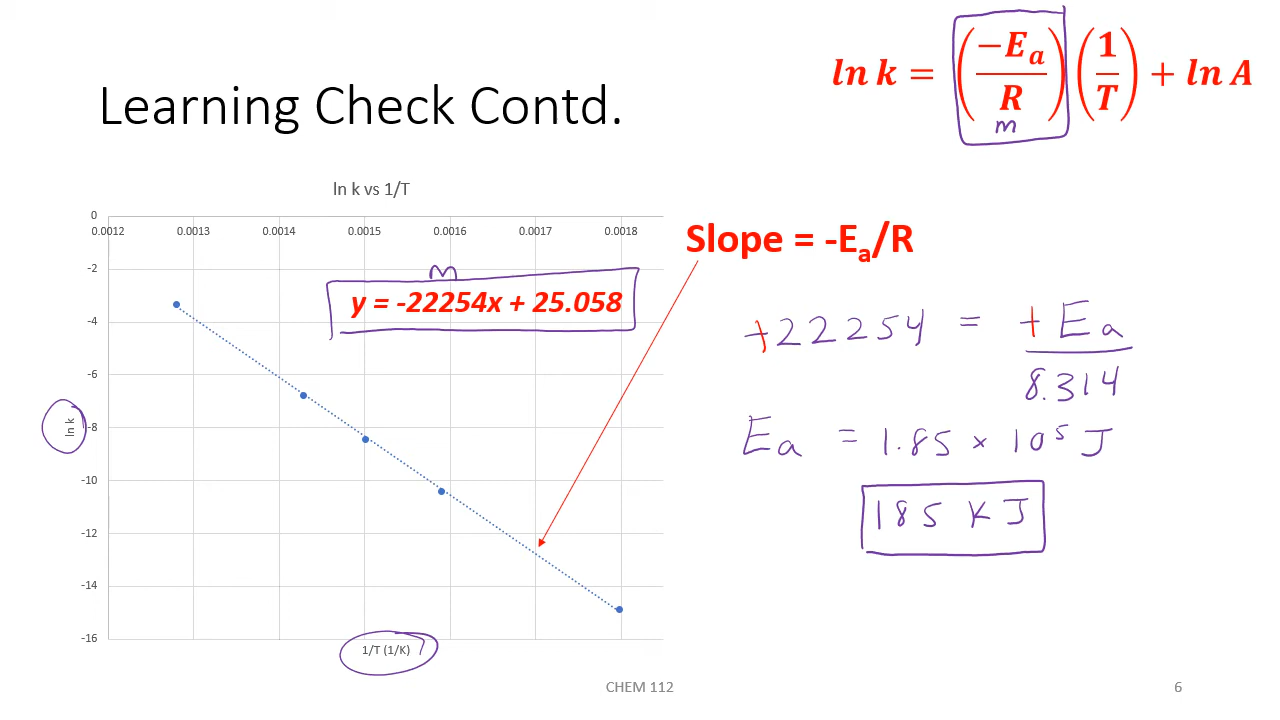 ln k = (−Ea/R) (1/T) + ln A
m
Learning Check Contd.
ln k vs 1/T
0
0.0012 0.0013 0.0014 0.0015 0.0016 0.0017 0.0018
-2
-4
-6
-8
-10
-12
-14
-16
ln k
1/T (1/K)
m
y = -22254x + 25.058
Slope = -Ea/R
+22254 = +Ea/8.314
Ea = 1.85 × 10⁵ J
185 KJ
CHEM 112
6